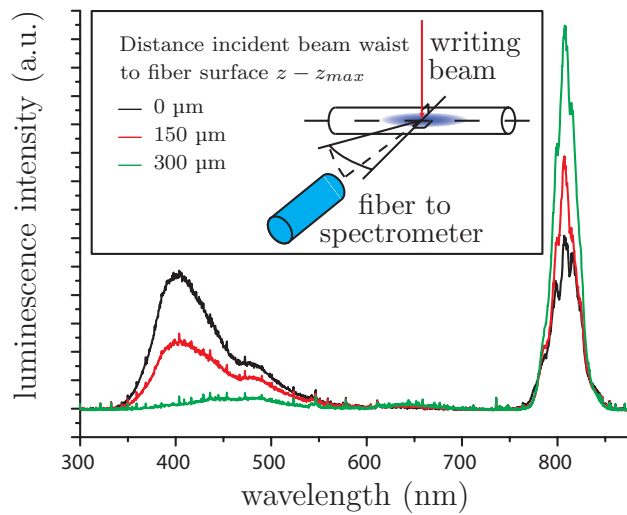 luminescence intensity (a.u.)
Distance incident beam waist
to fiber surface z − z_max
0 µm
150 µm
300 µm
writing
beam
fiber to
spectrometer
300 400 500 600 700 800
wavelength (nm)